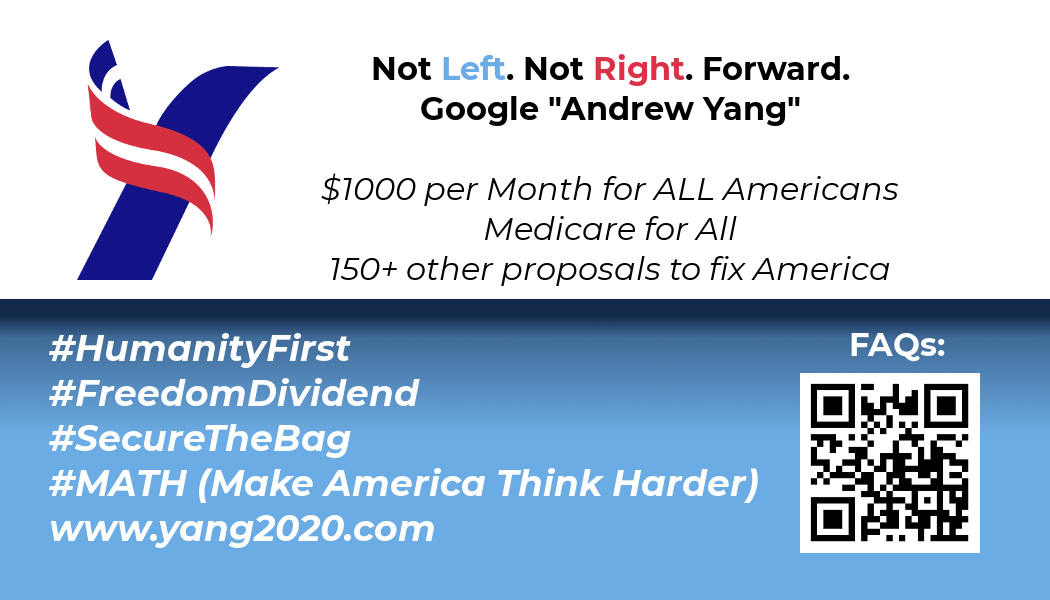 Not Left. Not Right. Forward.
Google "Andrew Yang"
$1000 per Month for ALL Americans
Medicare for All
150+ other proposals to fix America
#HumanityFirst
#FreedomDividend
#SecureTheBag
#MATH (Make America Think Harder)
www.yang2020.com
FAQs: